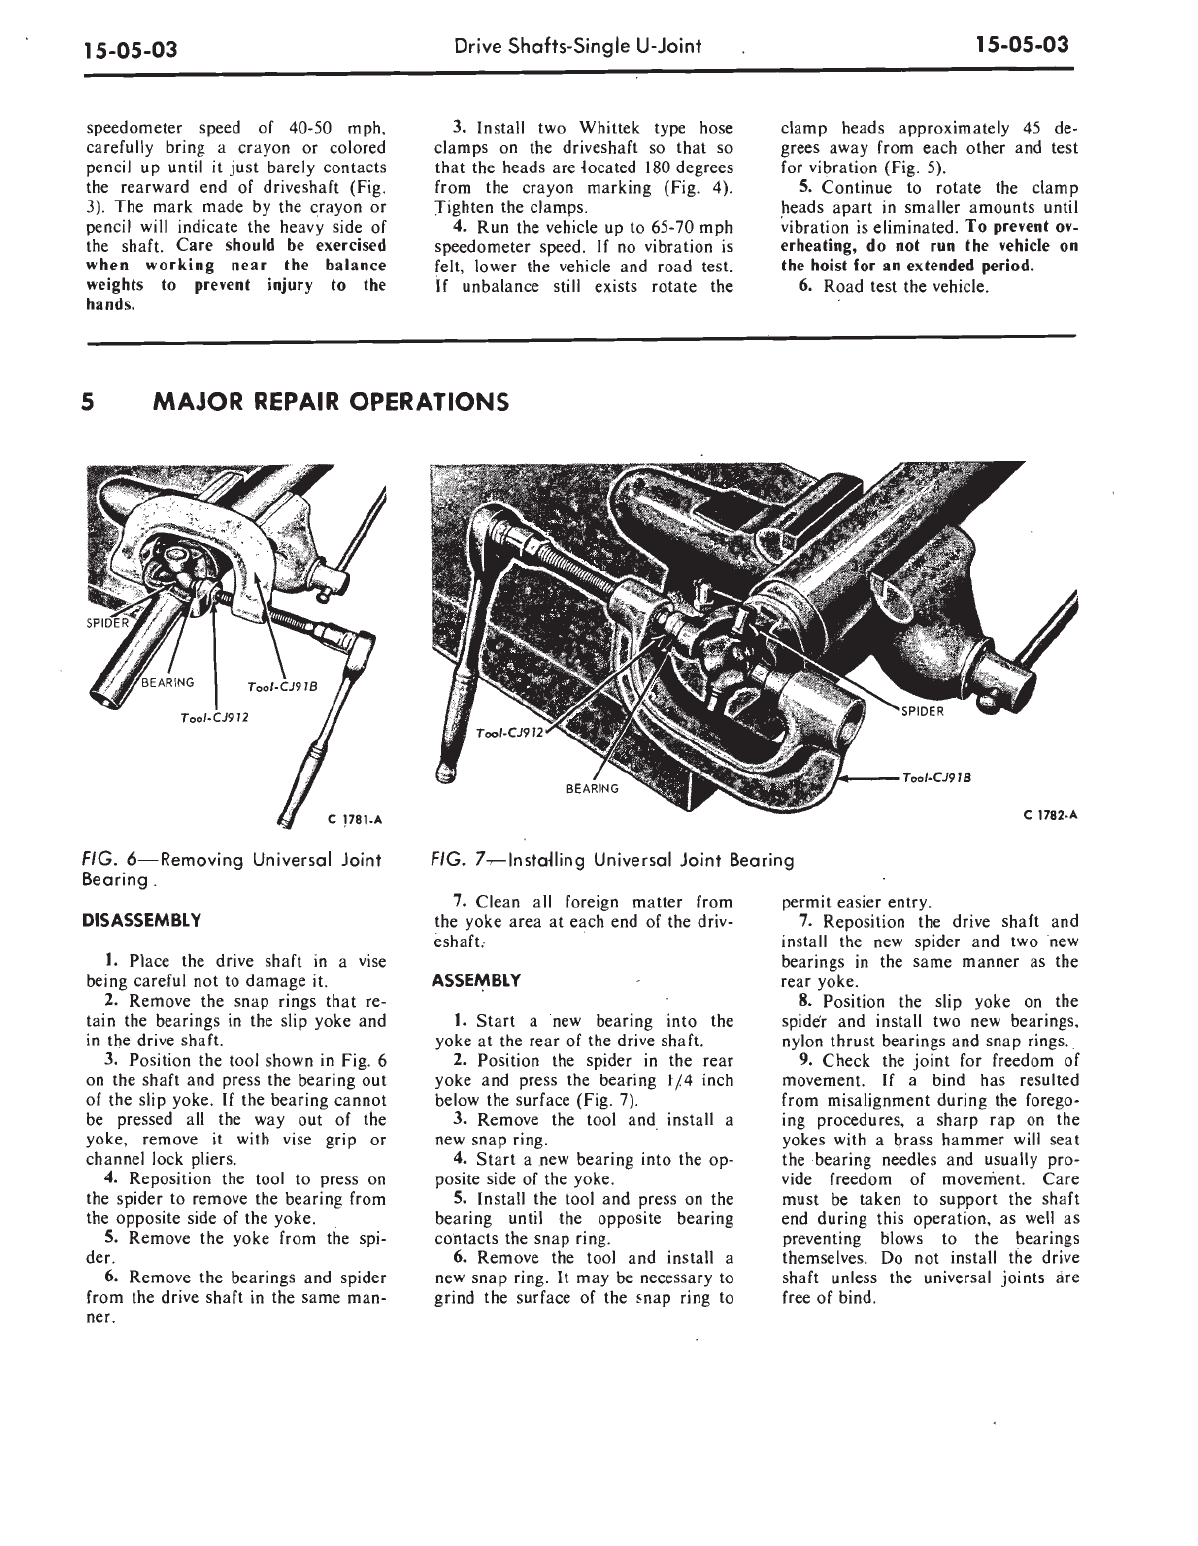 15-05-03
Drive Shafts-Single U-Joint
15-05-03
speedometer speed of 40-50 mph,
carefully bring a crayon or colored
pencil up until it just barely contacts
the rearward end of driveshaft (Fig.
3). The mark made by the crayon or
pencil will indicate the heavy side of
the shaft. Care should be exercised
when working near the balance
weights to prevent injury to the
hands.
3. Install two Whittek type hose
clamps on the driveshaft so that so
that the heads are located 180 degrees
from the crayon marking (Fig. 4).
Tighten the clamps.
4. Run the vehicle up to 65-70 mph
speedometer speed. If no vibration is
felt, lower the vehicle and road test.
If unbalance still exists rotate the
clamp heads approximately 45 de-
grees away from each other and test
for vibration (Fig. 5).
5. Continue to rotate the clamp
heads apart in smaller amounts until
vibration is eliminated. To prevent ov-
erheating, do not run the vehicle on
the hoist for an extended period.
6. Road test the vehicle.
5 MAJOR REPAIR OPERATIONS
SPIDER
BEARING
Tool-CJ91B
Tool-CJ912
C 1781-A
Tool-CJ912
BEARING
SPIDER
Tool-CJ91B
C 1782-A
FIG. 6—Removing Universal Joint
Bearing
FIG. 7—Installing Universal Joint Bearing
DISASSEMBLY
1. Place the drive shaft in a vise
being careful not to damage it.
2. Remove the snap rings that re-
tain the bearings in the slip yoke and
in the drive shaft.
3. Position the tool shown in Fig. 6
on the shaft and press the bearing out
of the slip yoke. If the bearing cannot
be pressed all the way out of the
yoke, remove it with vise grip or
channel lock pliers.
4. Reposition the tool to press on
the spider to remove the bearing from
the opposite side of the yoke.
5. Remove the yoke from the spi-
der.
6. Remove the bearings and spider
from the drive shaft in the same man-
ner.
7. Clean all foreign matter from
the yoke area at each end of the driv-
eshaft.
ASSEMBLY
1. Start a new bearing into the
yoke at the rear of the drive shaft.
2. Position the spider in the rear
yoke and press the bearing 1/4 inch
below the surface (Fig. 7).
3. Remove the tool and install a
new snap ring.
4. Start a new bearing into the op-
posite side of the yoke.
5. Install the tool and press on the
bearing until the opposite bearing
contacts the snap ring.
6. Remove the tool and install a
new snap ring. It may be necessary to
grind the surface of the snap ring to
permit easier entry.
7. Reposition the drive shaft and
install the new spider and two new
bearings in the same manner as the
rear yoke.
8. Position the slip yoke on the
spider and install two new bearings,
nylon thrust bearings and snap rings.
9. Check the joint for freedom of
movement. If a bind has resulted
from misalignment during the forego-
ing procedures, a sharp rap on the
yokes with a brass hammer will seat
the bearing needles and usually pro-
vide freedom of movement. Care
must be taken to support the shaft
end during this operation, as well as
preventing blows to the bearings
themselves. Do not install the drive
shaft unless the universal joints are
free of bind.